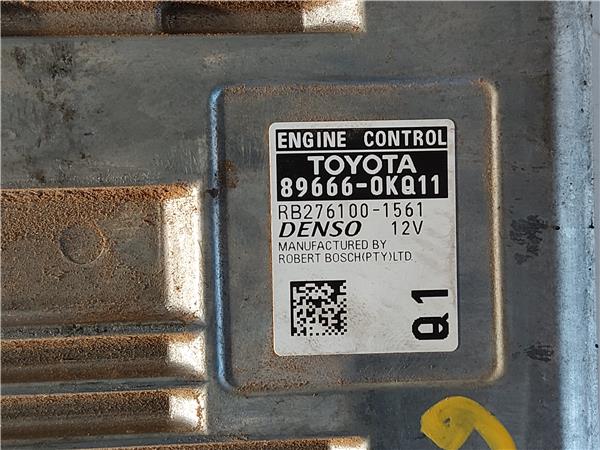 ENGINE CONTROL
TOYOTA
89666-0KQ11
RB276100-1561
DENSO 12V
MANUFACTURED BY
ROBERT BOSCH(PTY)LTD.
Q1